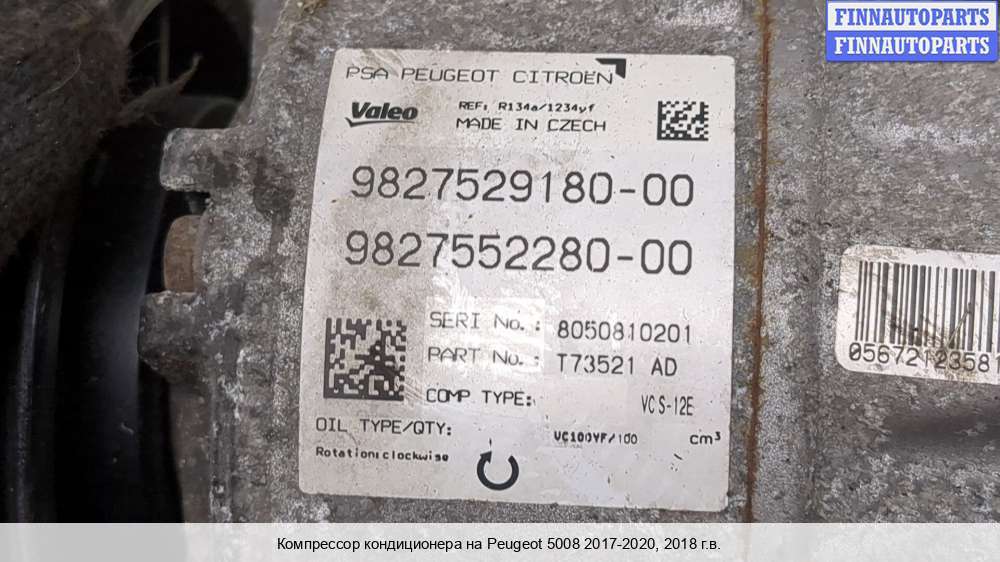 FINNAUTOPARTS
FINNAUTOPARTS
PSA PEUGEOT CITROËN
Valeo
REF: R134a/1234yf
MADE IN CZECH
9827529180-00
9827552280-00
SERI No.: 8050810201
PART No.: T73521 AD
COMP TYPE: VCS-12E
OIL TYPE/QTY: VC100YF/100 cm³
Rotation:clockwise
05672123581
Компрессор кондиционера на Peugeot 5008 2017-2020, 2018 г.в.